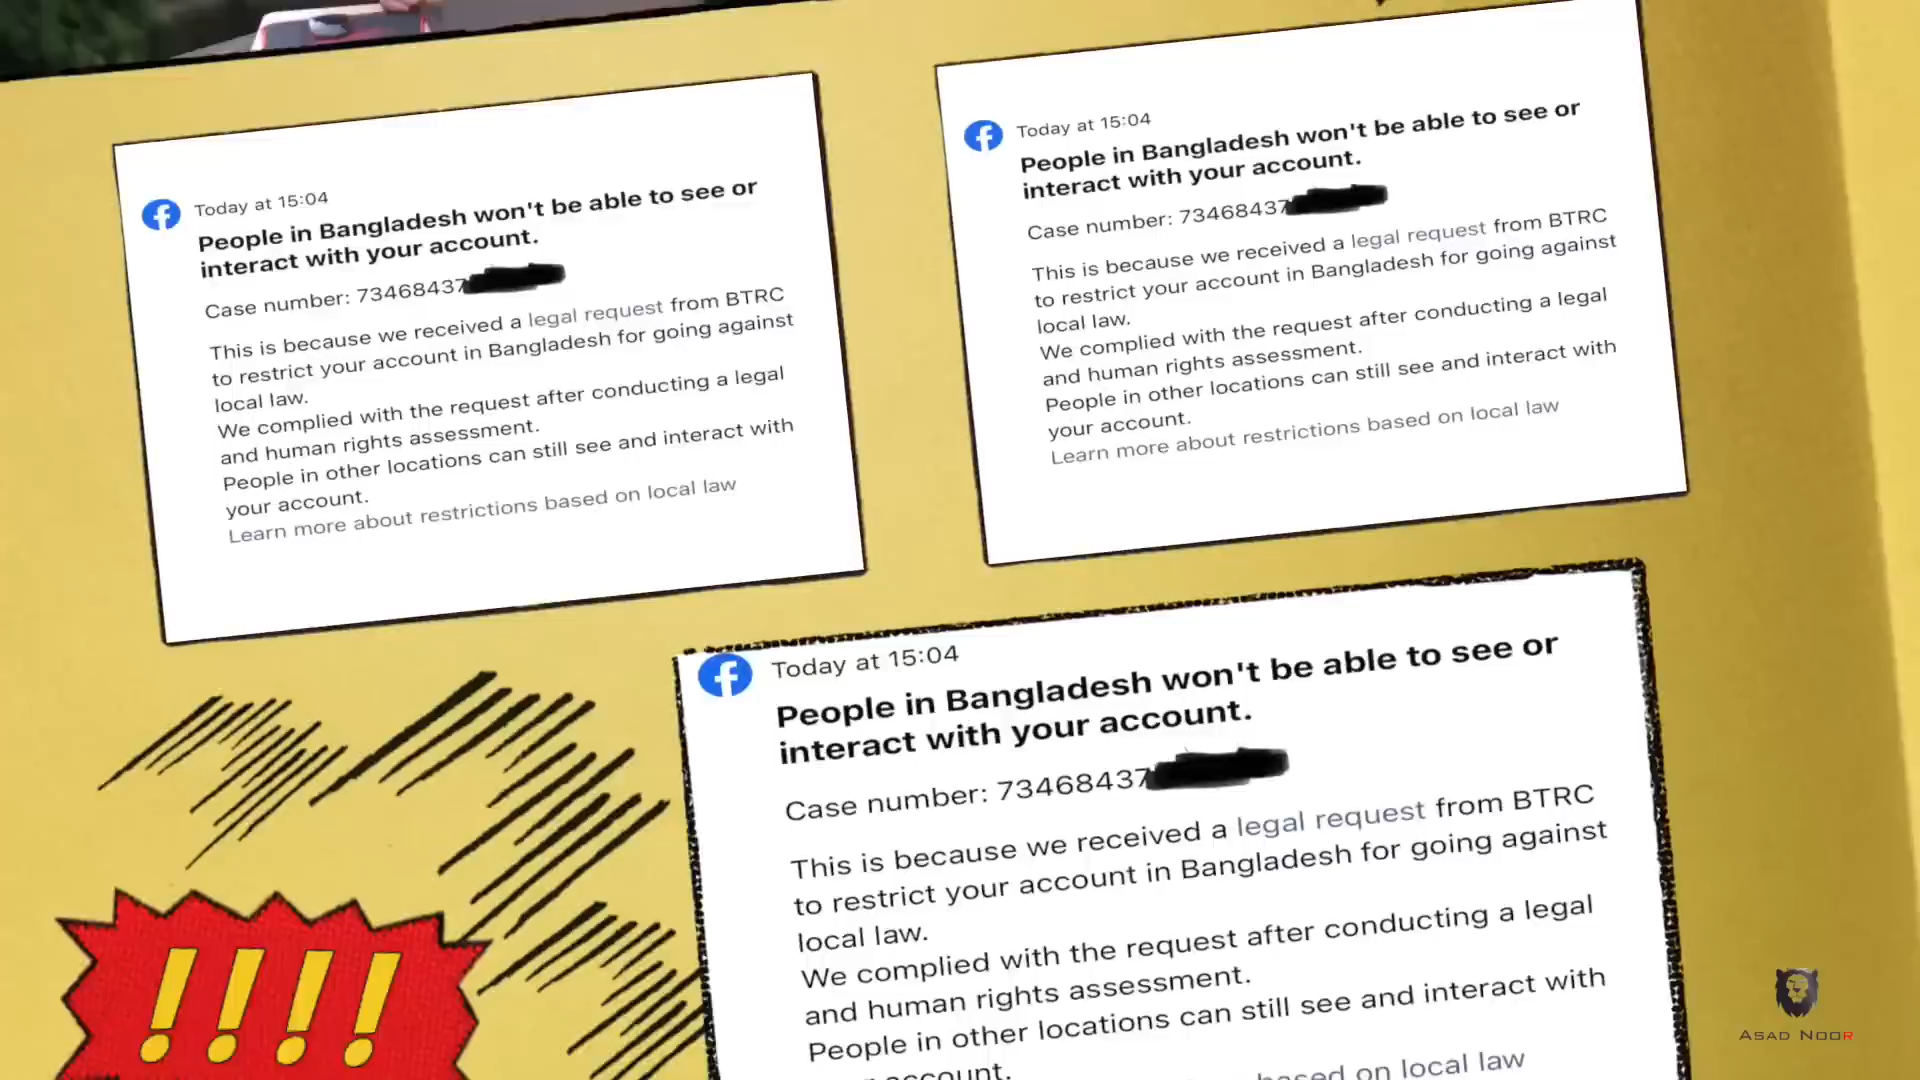 Today at 15:04
People in Bangladesh won't be able to see or
interact with your account.
Case number: 73468437
This is because we received a legal request from BTRC
to restrict your account in Bangladesh for going against
local law.
We complied with the request after conducting a legal
and human rights assessment.
People in other locations can still see and interact with
your account.
Learn more about restrictions based on local law
Today at 15:04
People in Bangladesh won't be able to see or
interact with your account.
Case number: 73468437
This is because we received a legal request from BTRC
to restrict your account in Bangladesh for going against
local law.
We complied with the request after conducting a legal
and human rights assessment.
People in other locations can still see and interact with
your account.
Learn more about restrictions based on local law
Today at 15:04
People in Bangladesh won't be able to see or
interact with your account.
Case number: 73468437
This is because we received a legal request from BTRC
to restrict your account in Bangladesh for going against
local law.
We complied with the request after conducting a legal
and human rights assessment.
People in other locations can still see and interact with
account.
based on local law
!!!!
ASAD NOOR